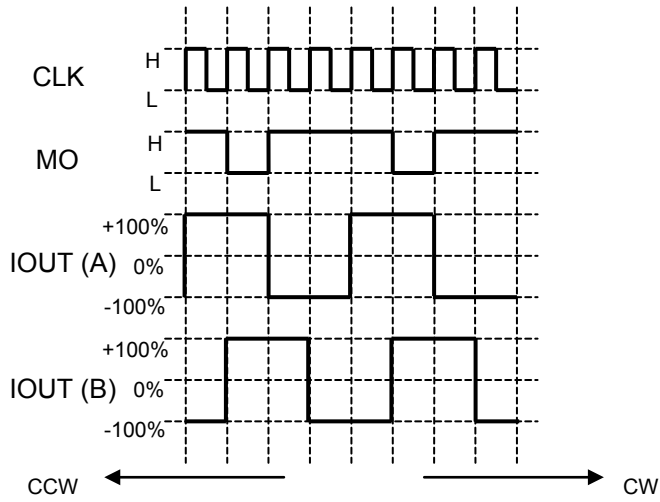 H
CLK
L
H
MO
L
+100%
IOUT (A) 0%
-100%
+100%
IOUT (B) 0%
-100%
CCW CW